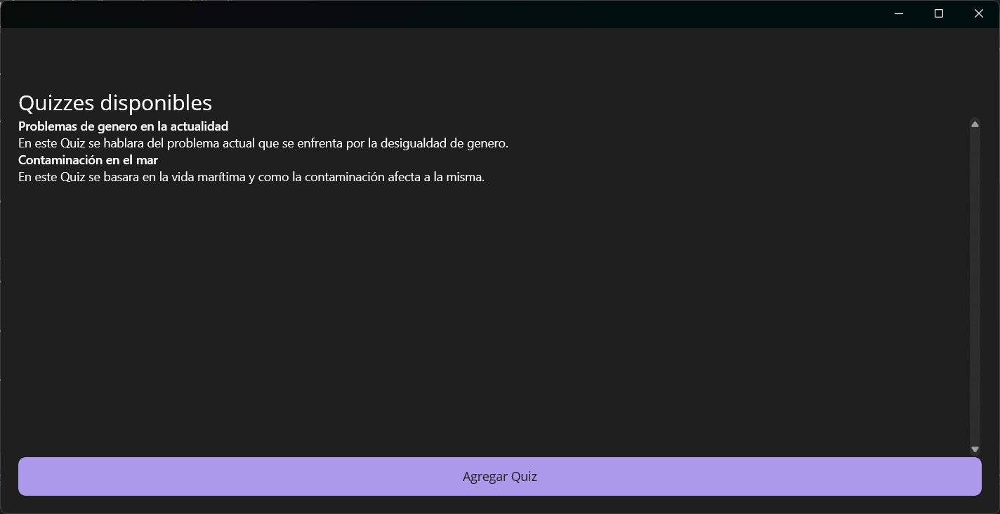 Quizzes disponibles
Problemas de genero en la actualidad
En este Quiz se hablara del problema actual que se enfrenta por la desigualdad de genero.
Contaminación en el mar
En este Quiz se basara en la vida marítima y como la contaminación afecta a la misma.
Agregar Quiz